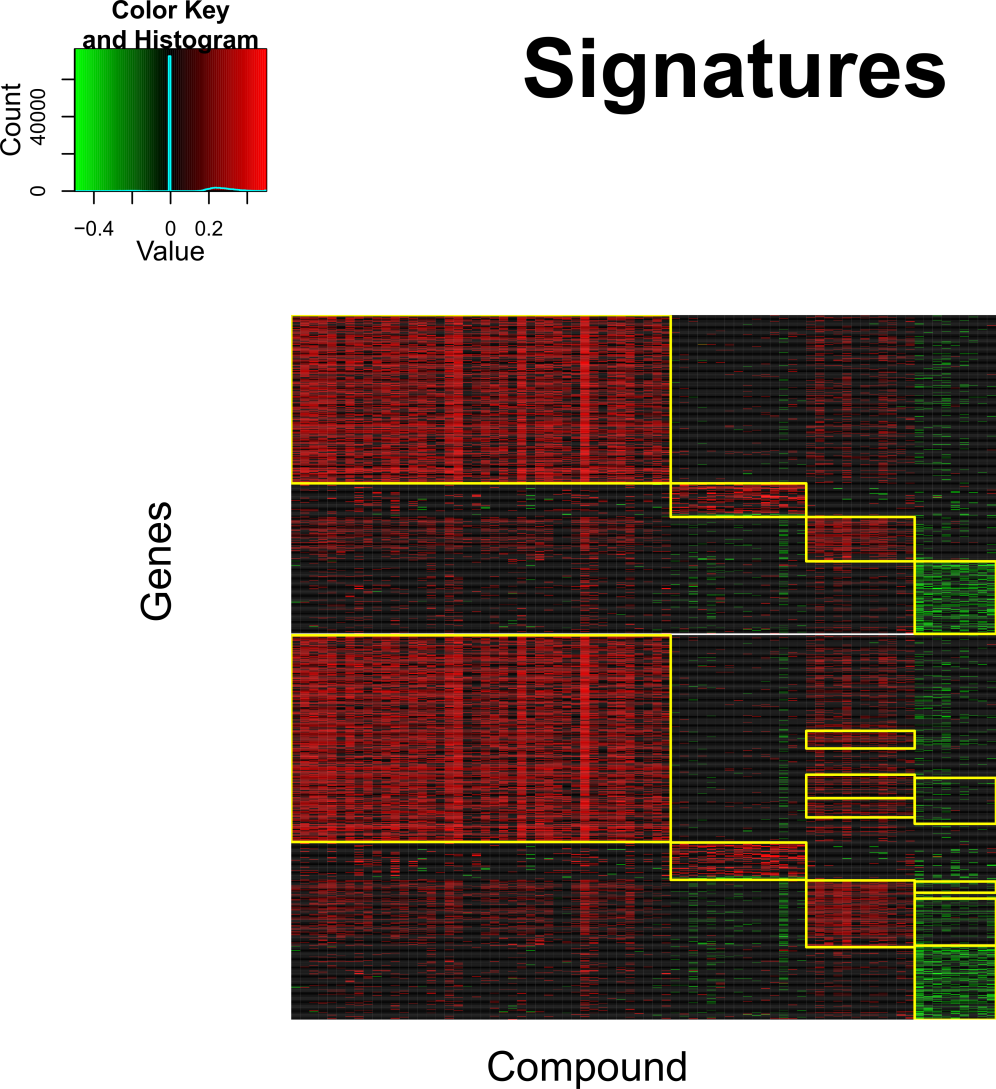 Color Key
and Histogram
Signatures
Count
0 40000
−0.4 0 0.2
Value
Genes
Compound